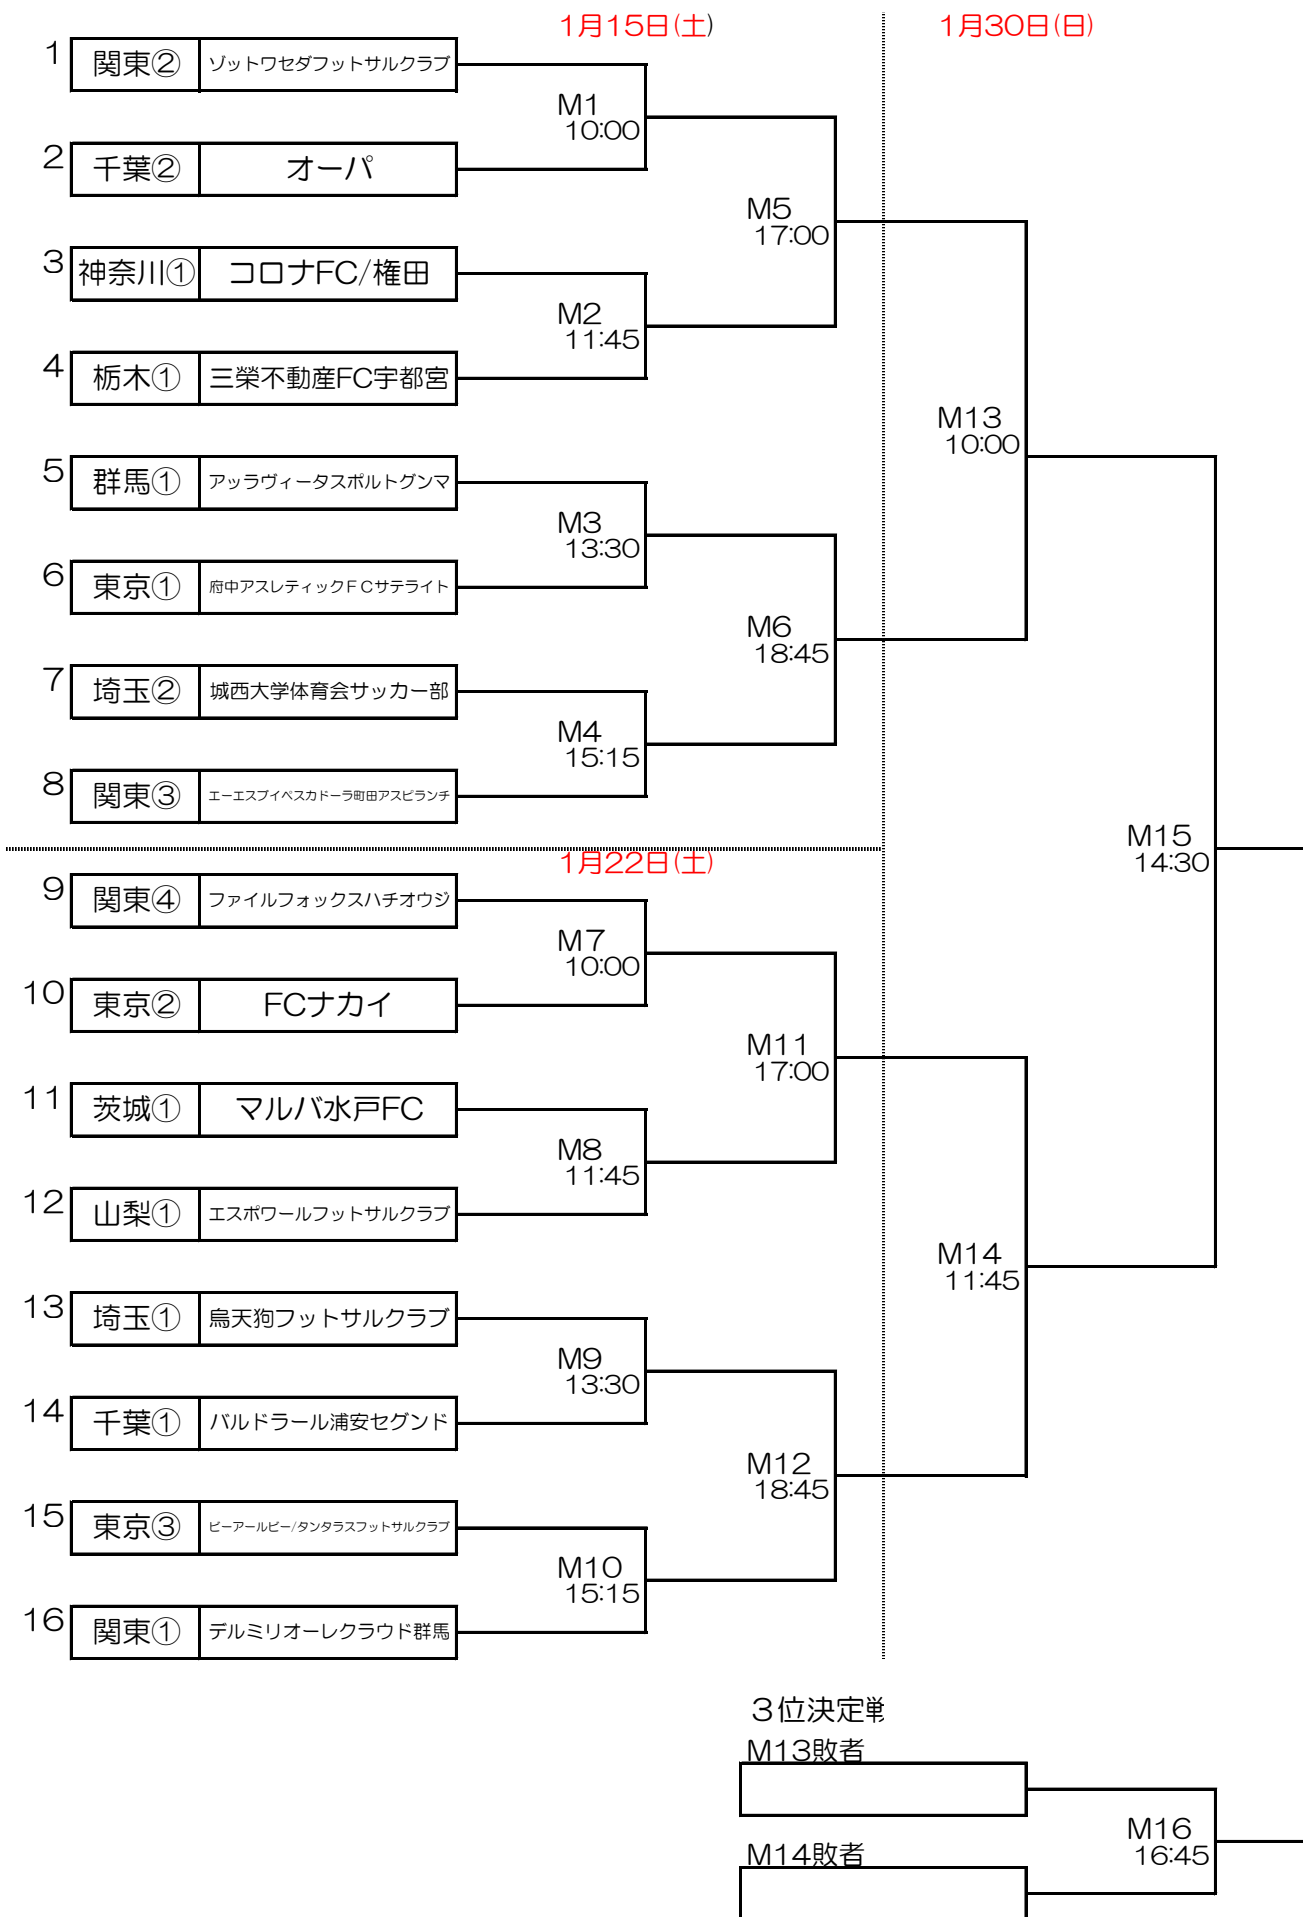 1月15日(土)
1月30日(日)
1 関東② ゾットワセダフットサルクラブ
M1
10:00
2 千葉② オーパ
M5
17:00
3 神奈川① コロナFC/権田
M2
11:45
4 栃木① 三榮不動産FC宇都宮
M13
10:00
5 群馬① アッラヴィータスポルトグンマ
M3
13:30
6 東京① 府中アスレティックＦＣサテライト
M6
18:45
7 埼玉② 城西大学体育会サッカー部
M4
15:15
8 関東③ エーエスブイペスカドーラ町田アスピランチ
M15
14:30
1月22日(土)
9 関東④ ファイルフォックスハチオウジ
M7
10:00
10 東京② FCナカイ
M11
17:00
11 茨城① マルバ水戸FC
M8
11:45
12 山梨① エスポワールフットサルクラブ
M14
11:45
13 埼玉① 烏天狗フットサルクラブ
M9
13:30
14 千葉① バルドラール浦安セグンド
M12
18:45
15 東京③ ビーアールビー/タンタラスフットサルクラブ
M10
15:15
16 関東① デルミリオーレクラウド群馬
３位決定戦
M13敗者
M16
16:45
M14敗者